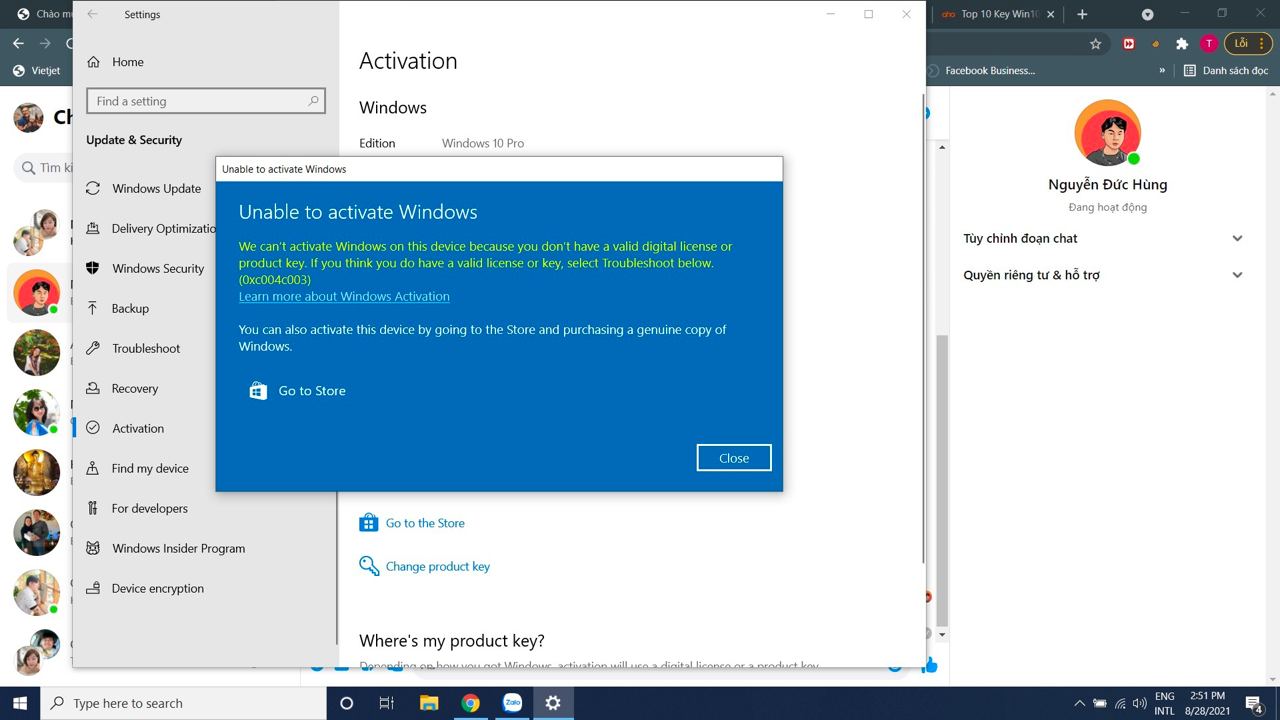 Chào mù
Settings
Top 10 Key Win10
Vietjet
Lỗi
Facebook Business...
»
Danh sách đọc
Home
Find a setting
Update & Security
Tìm ki
Windows Update
Delivery Optimizatio
Windows Security
Backup
Troubleshoot
Recovery
Activation
Find my device
For developers
Windows Insider Program
Device encryption
Activation
Windows
Edition Windows 10 Pro
Unable to activate Windows
Unable to activate Windows
We can't activate Windows on this device because you don't have a valid digital license or
product key. If you think you do have a valid license or key, select Troubleshoot below.
(0xc004c003)
Learn more about Windows Activation
You can also activate this device by going to the Store and purchasing a genuine copy of
Windows.
Go to Store
Close
Go to the Store
Change product key
Where's my product key?
Depending on how you got Windows, activation will use a digital license or a product key
Nguyễn Đức Hùng
Đang hoạt động
Tùy chỉnh đoạn chat
Quyền riêng tư & hỗ trợ
Type here to search
Zalo
ENG
INTL
2:51 PM
8/28/2021
4